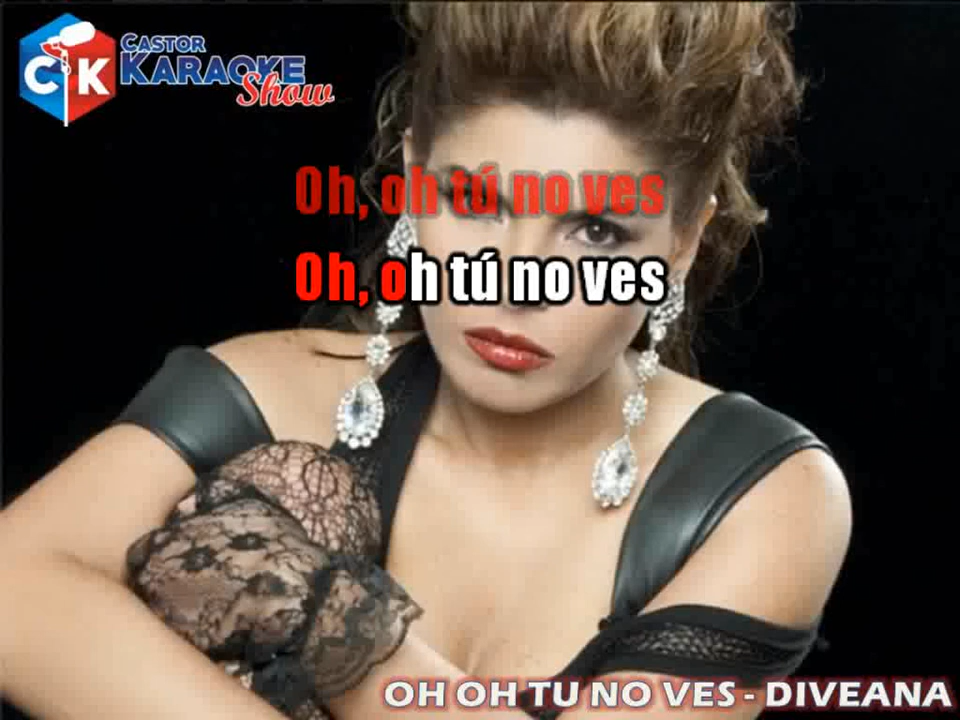 CK CASTOR
KARAOKE
Show
Oh, oh tú no ves
Oh, oh tú no ves
OH OH TU NO VES - DIVEANA